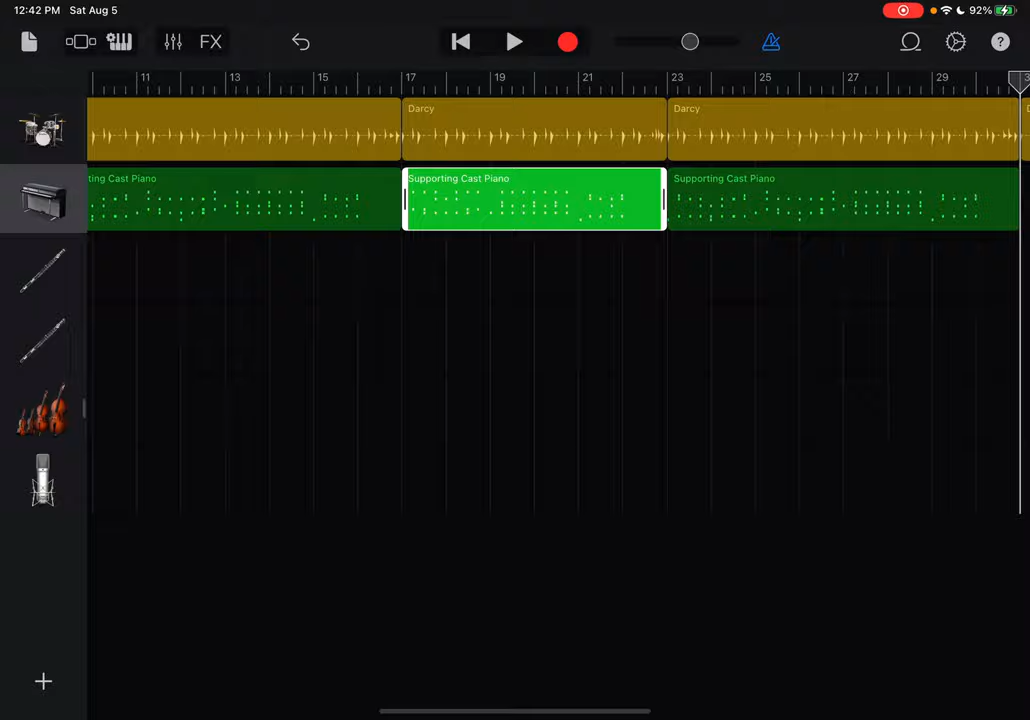 12:42 PM Sat Aug 5 92%
FX
11 13 15 17 19 21 23 25 27 29 3
Darcy Darcy D
ting Cast Piano Supporting Cast Piano Supporting Cast Piano